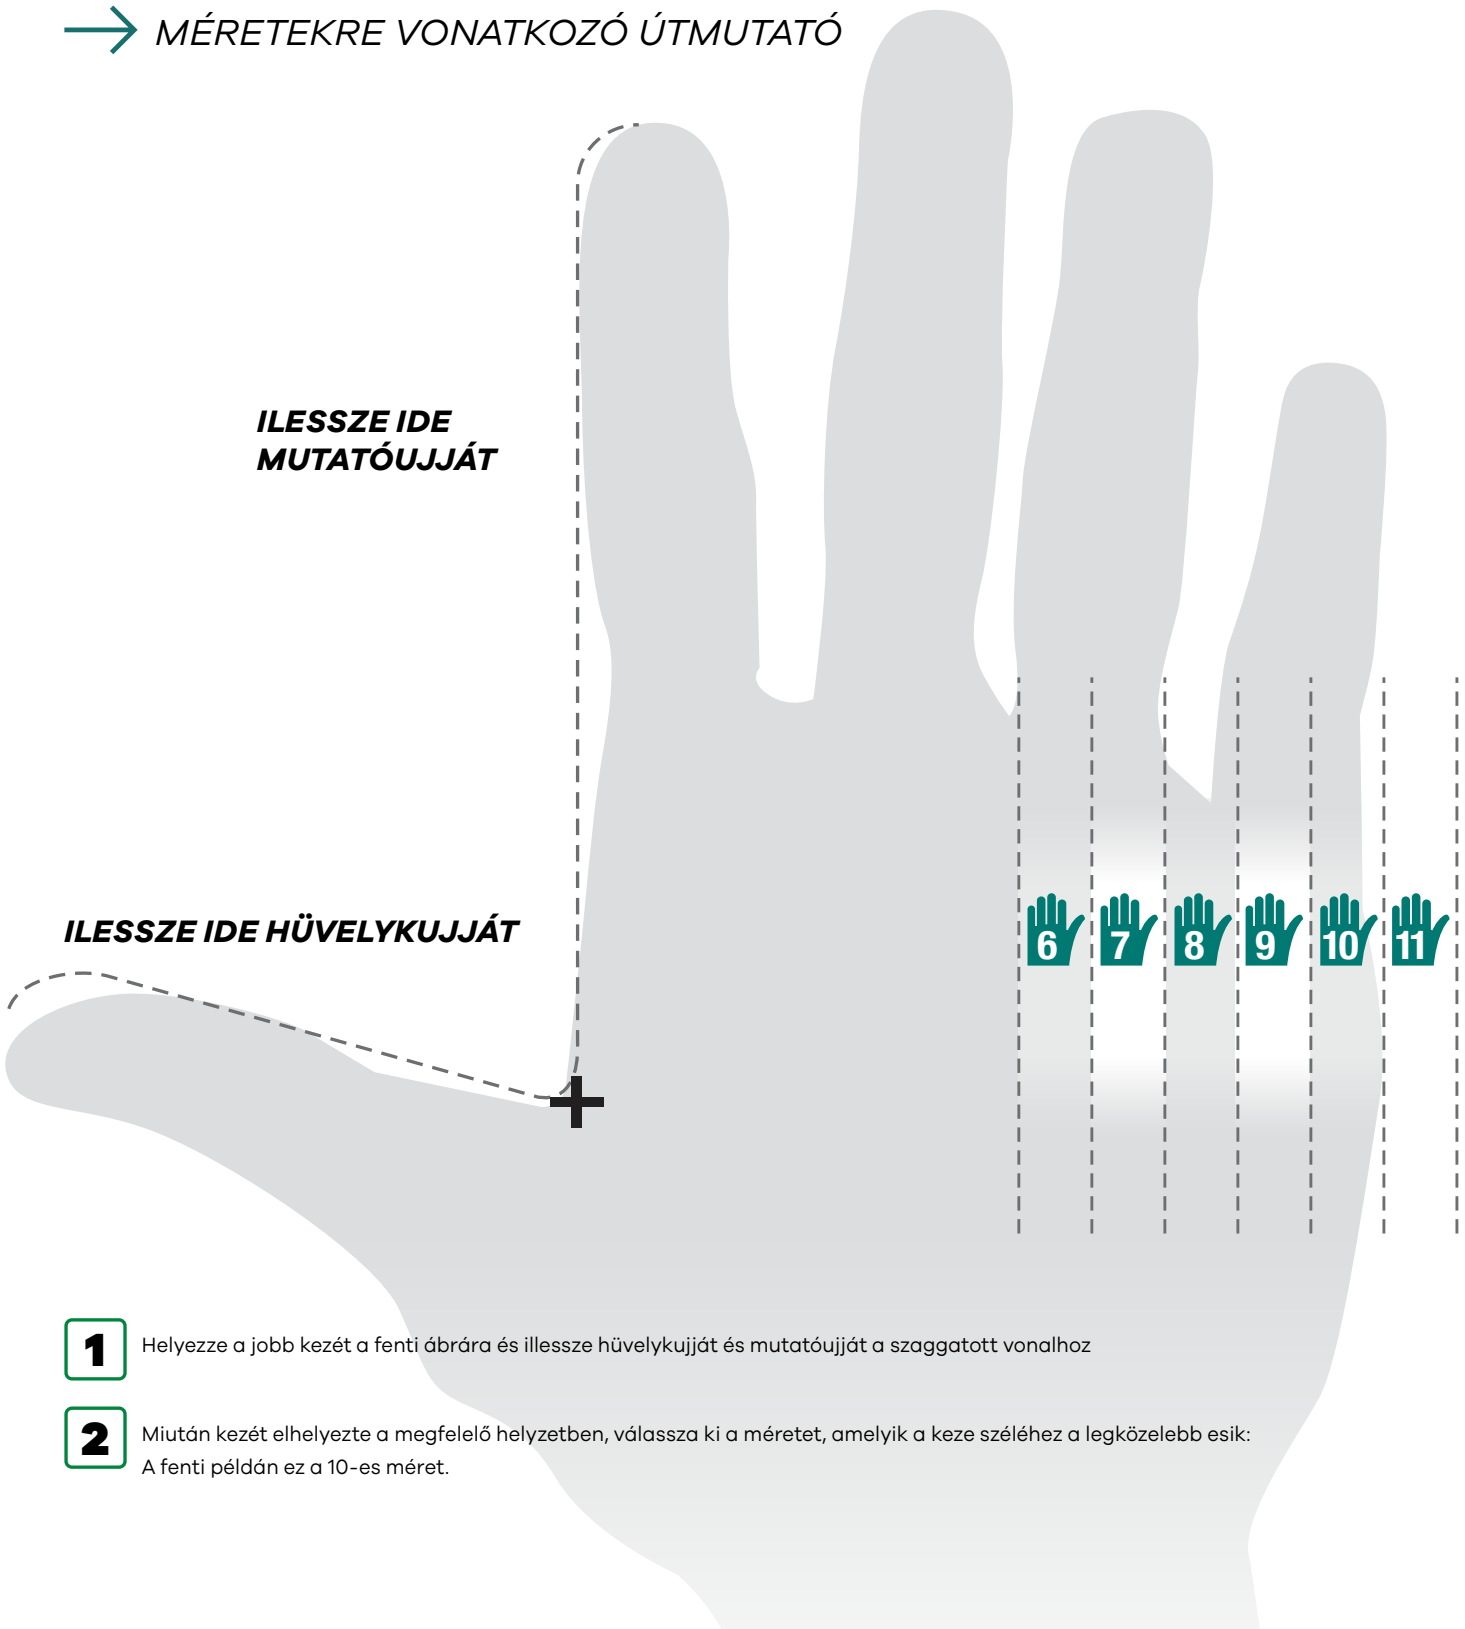 MÉRETEKRE VONATKOZÓ ÚTMUTATÓ
ILESSZE IDE
MUTATÓUJJÁT
ILESSZE IDE HÜVELYKUJJÁT
6 7 8 9 10 11
1 Helyezze a jobb kezét a fenti ábrára és illessze hüvelykujját és mutatóujját a szaggatott vonalhoz
2 Miután kezét elhelyezte a megfelelő helyzetben, válassza ki a méretet, amelyik a keze széléhez a legközelebb esik:
A fenti példán ez a 10-es méret.